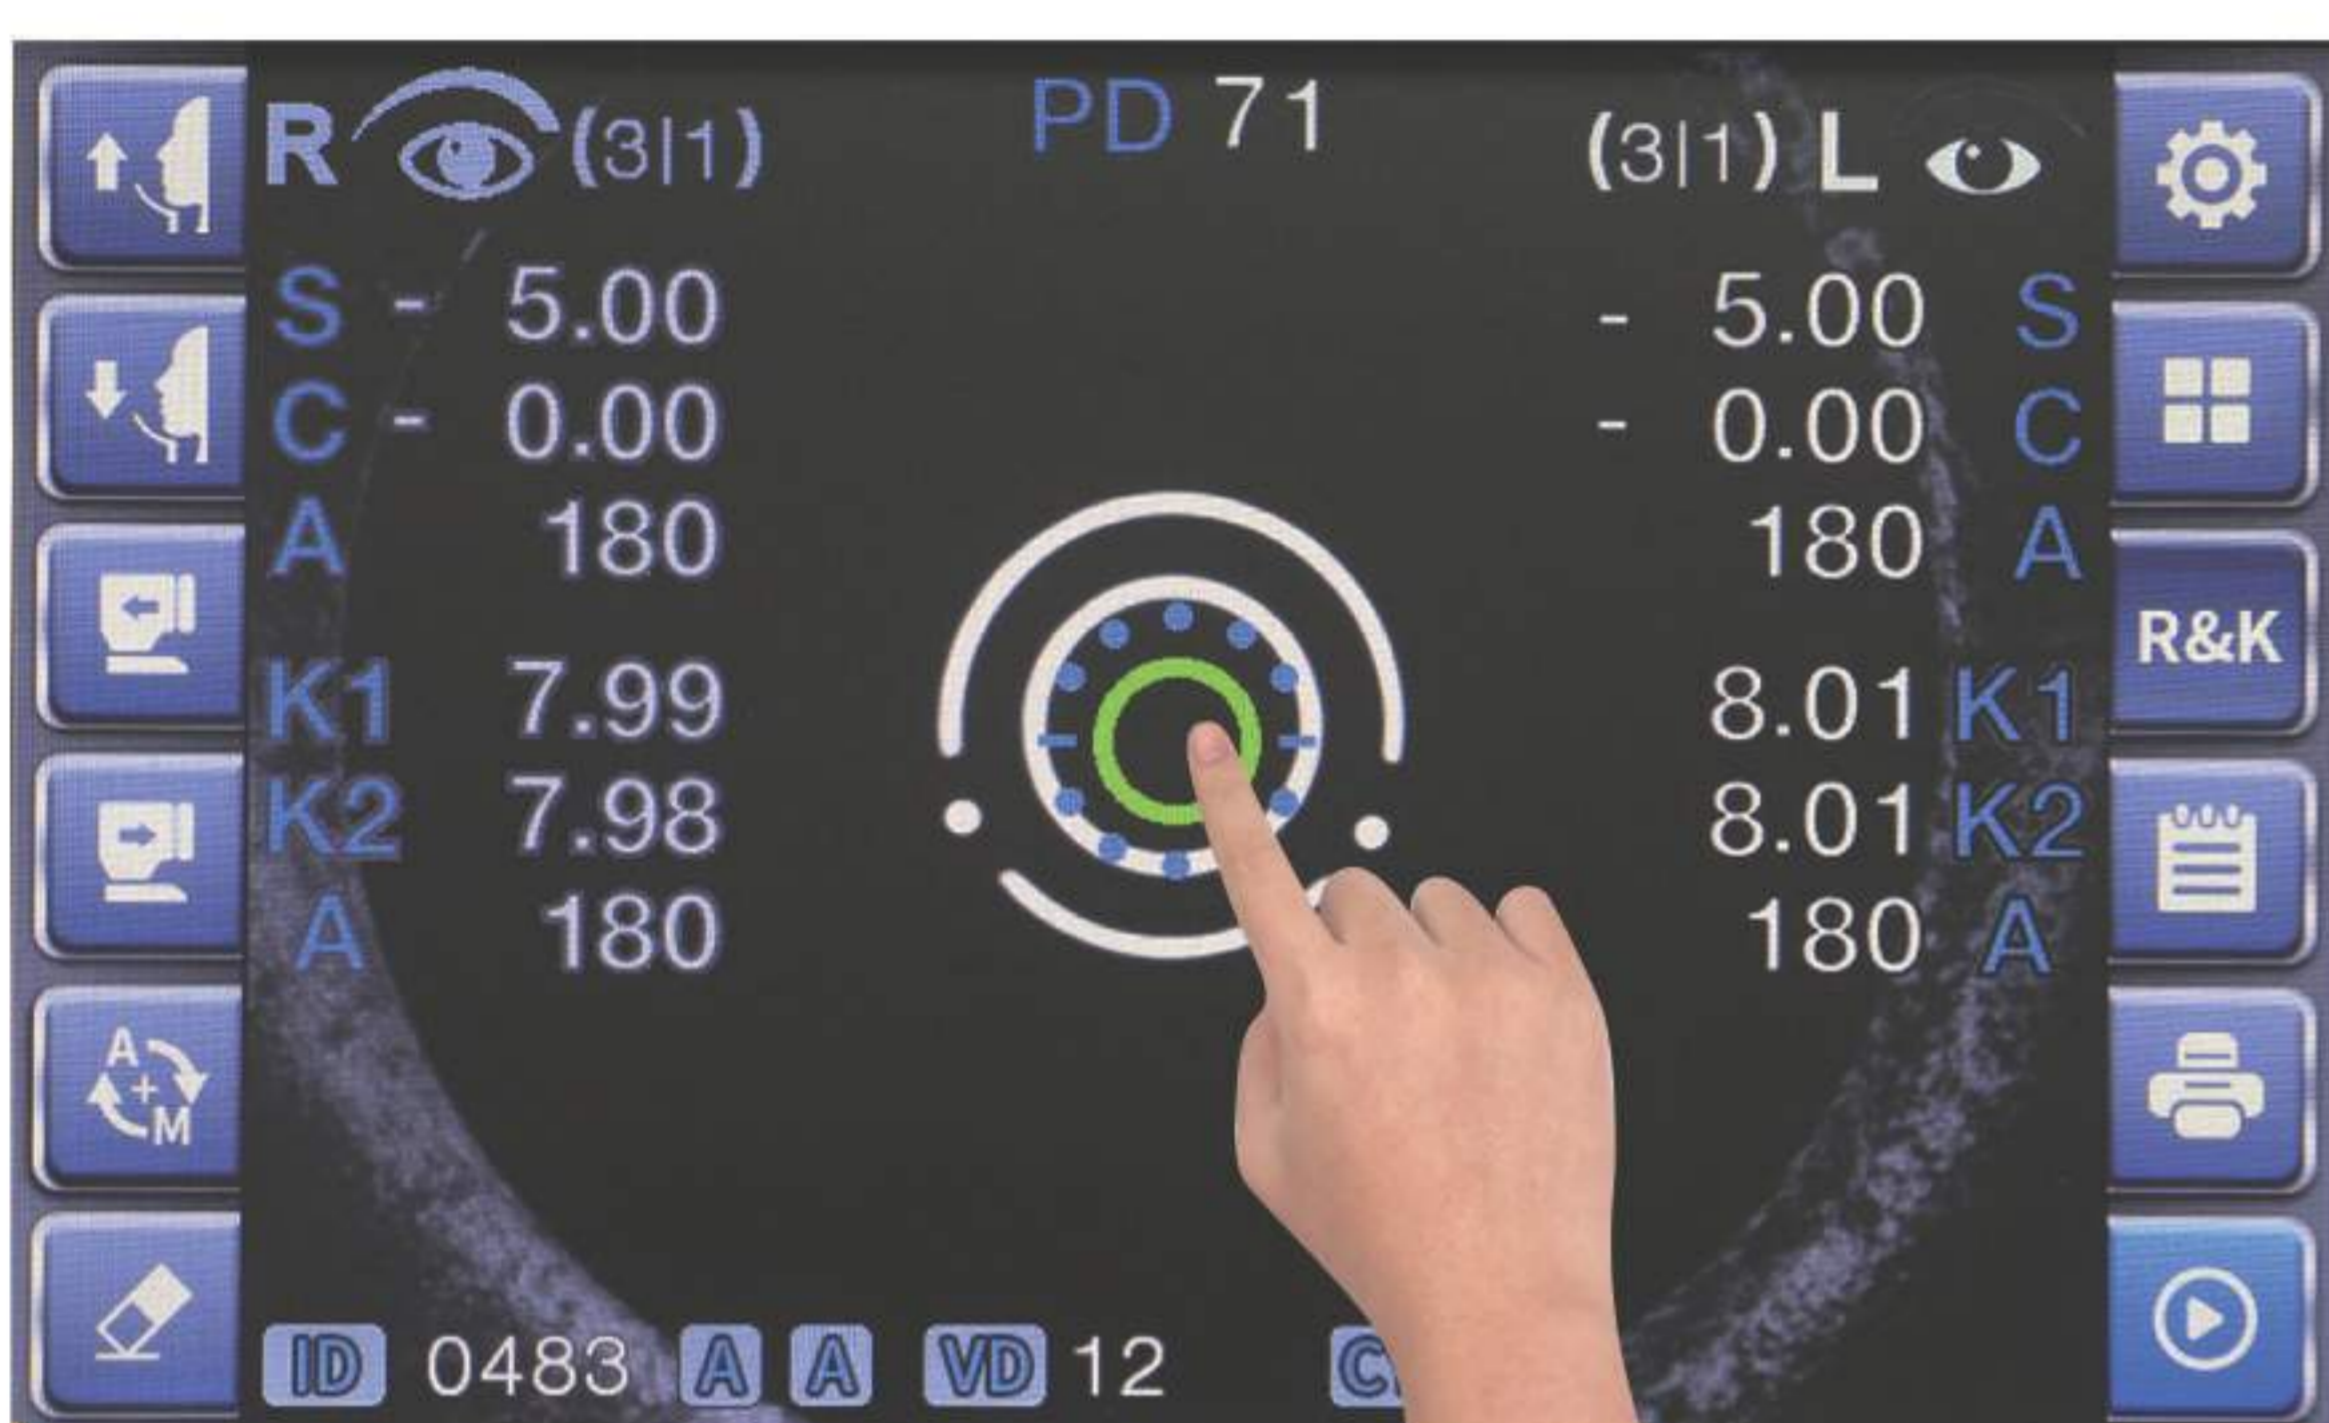 R (3|1) PD 71 (3|1) L
S - 5.00 - 5.00 S
C - 0.00 - 0.00 C
A 180 180 A
R&K
K1 7.99 8.01 K1
K2 7.98 8.01 K2
A 180 180 A
A
+
M
ID 0483 A A VD 12